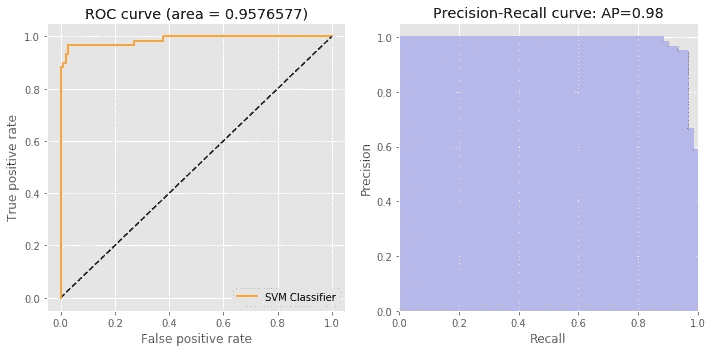 ROC curve (area = 0.9576577)
1.0
0.8
0.6
0.4
0.2
0.0
True positive rate
0.0 0.2 0.4 0.6 0.8 1.0
False positive rate
SVM Classifier
Precision-Recall curve: AP=0.98
1.0
0.8
0.6
0.4
0.2
0.0
Precision
0.0 0.2 0.4 0.6 0.8 1.0
Recall